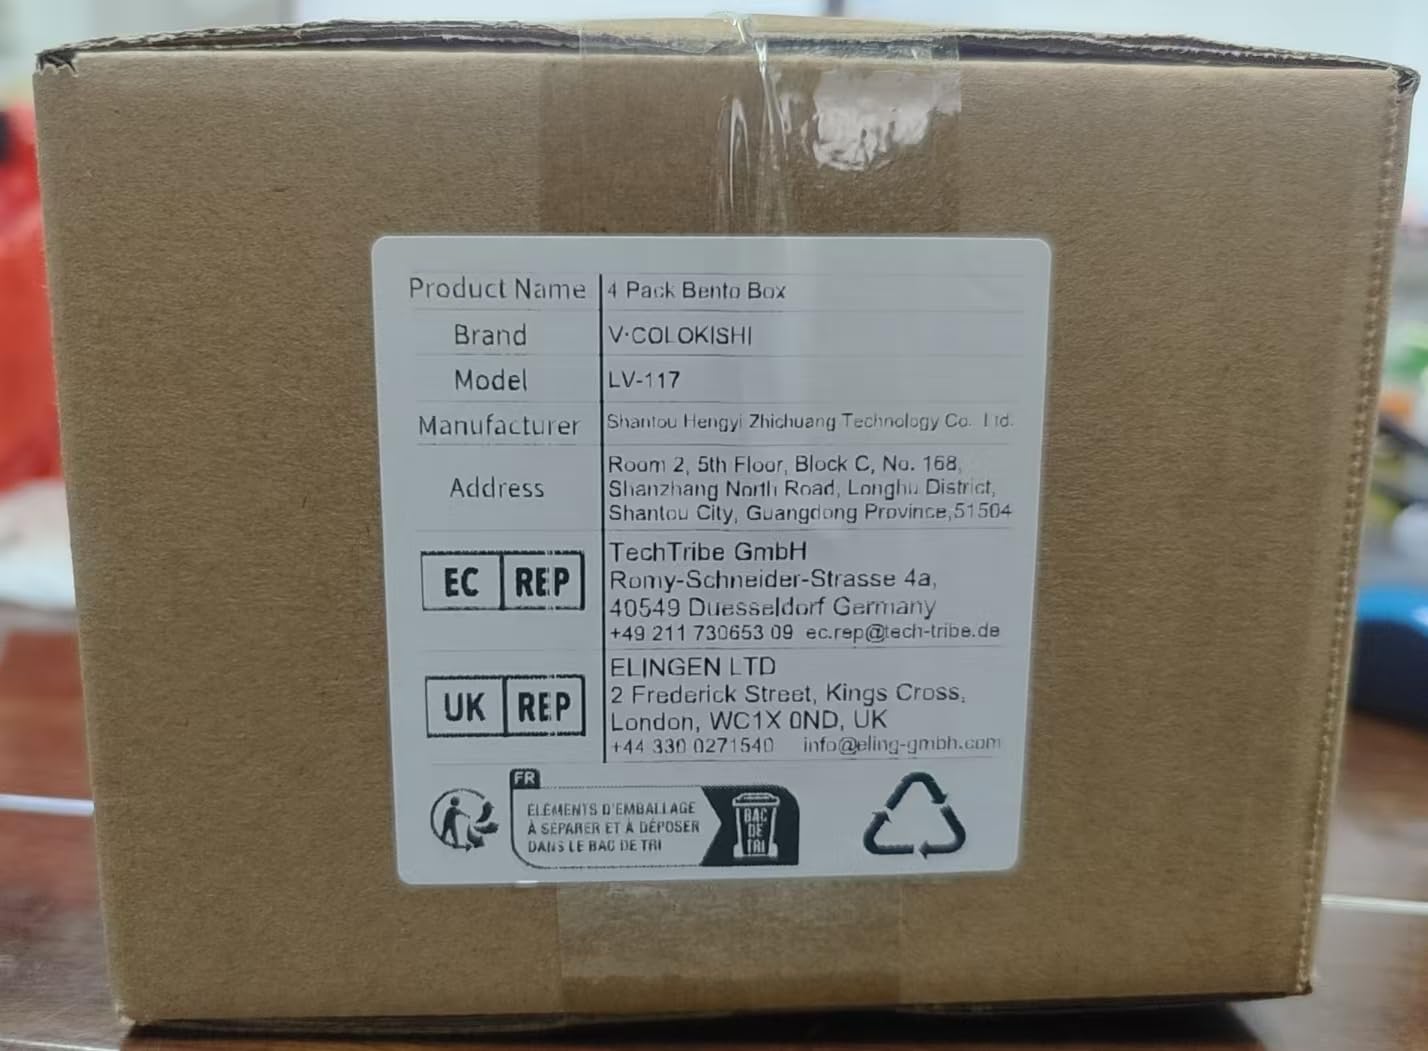 Product Name 4 Pack Bento Box
Brand V·COLOKISHI
Model LV-117
Manufacturer Shantou Hengyi Zhichuang Technology Co. Ltd.
Address
Room 2, 5th Floor, Block C, No. 168,
Shanzhang North Road, Longhu District,
Shantou City, Guangdong Province,51504
EC REP
TechTribe GmbH
Romy-Schneider-Strasse 4a,
40549 Duesseldorf Germany
+49 211 730653 09 ec.rep@tech-tribe.de
UK REP
ELINGEN LTD
2 Frederick Street, Kings Cross,
London, WC1X 0ND, UK
+44 330 0271540 info@eling-gmbh.com
FR
ÉLÉMENTS D'EMBALLAGE
À SÉPARER ET À DÉPOSER
DANS LE BAC DE TRI
BAC
DE
TRI